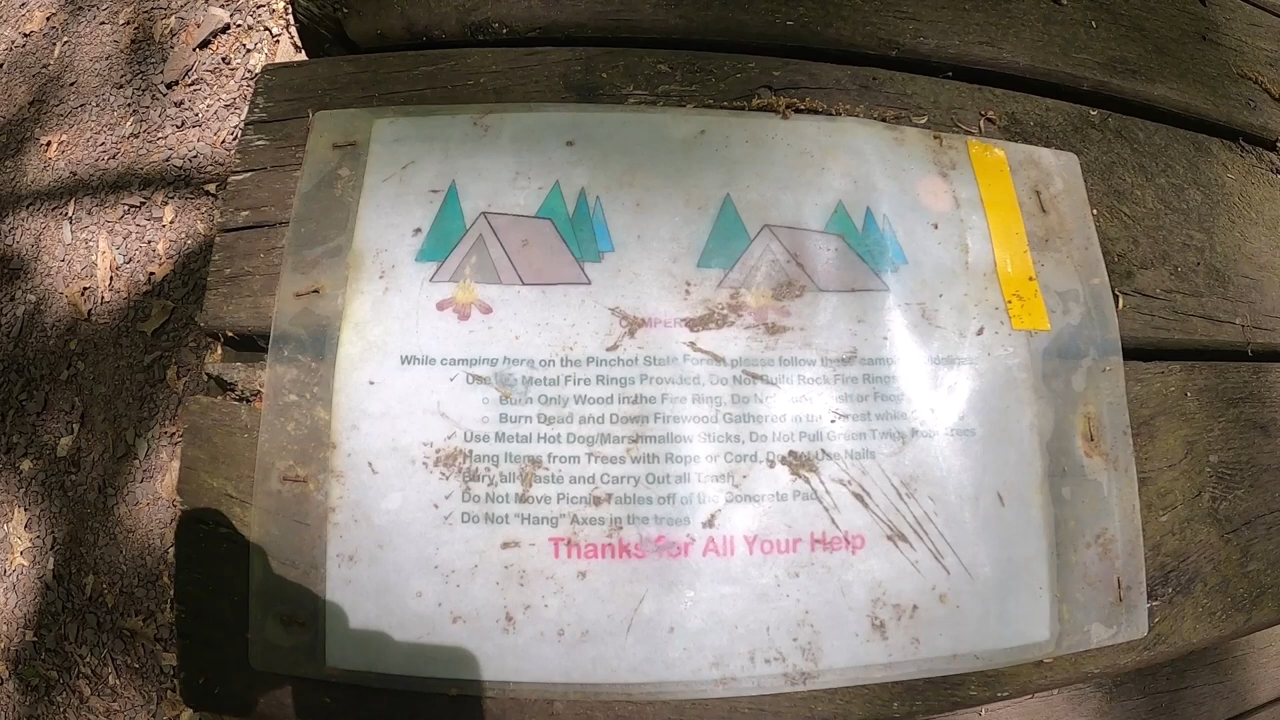 CAMPERS
While camping here on the Pinchot State Forest please follow these camping guidelines:
✓ Use the Metal Fire Rings Provided, Do Not Build Rock Fire Rings
o Burn Only Wood in the Fire Ring, Do Not Trash or Food
o Burn Dead and Down Firewood Gathered in the Forest while
✓ Use Metal Hot Dog/Marshmallow Sticks, Do Not Pull Green Twigs from Trees
Hang Items from Trees with Rope or Cord, Do Not Use Nails
✓ Bury all Waste and Carry Out all Trash
✓ Do Not Move Picnic Tables off of the Concrete Pad
✓ Do Not "Hang" Axes in the trees
Thanks for All Your Help